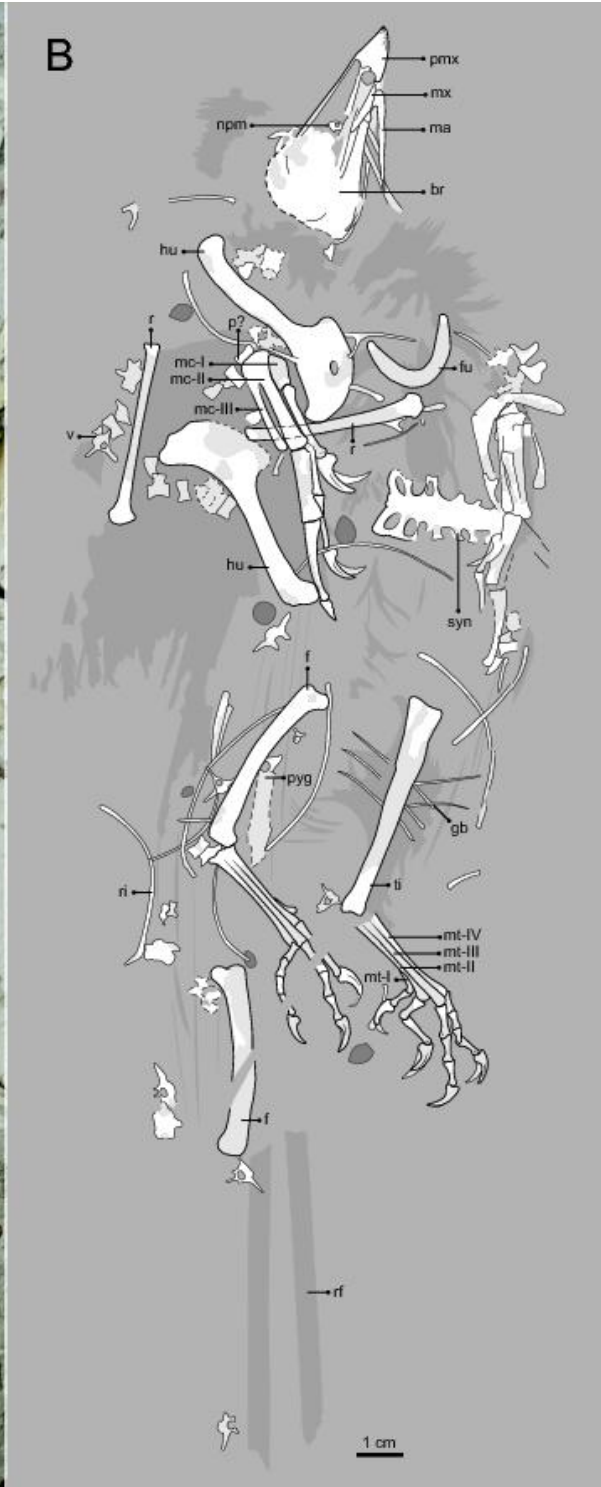 B
pmx
mx
npm
ma
br
hu
r
p?
mc-I
mc-II
fu
mc-III
v
r
hu
syn
f
pyg
gb
ri
ti
mt-IV
mt-III
mt-II
mt-I
f
rf
1 cm